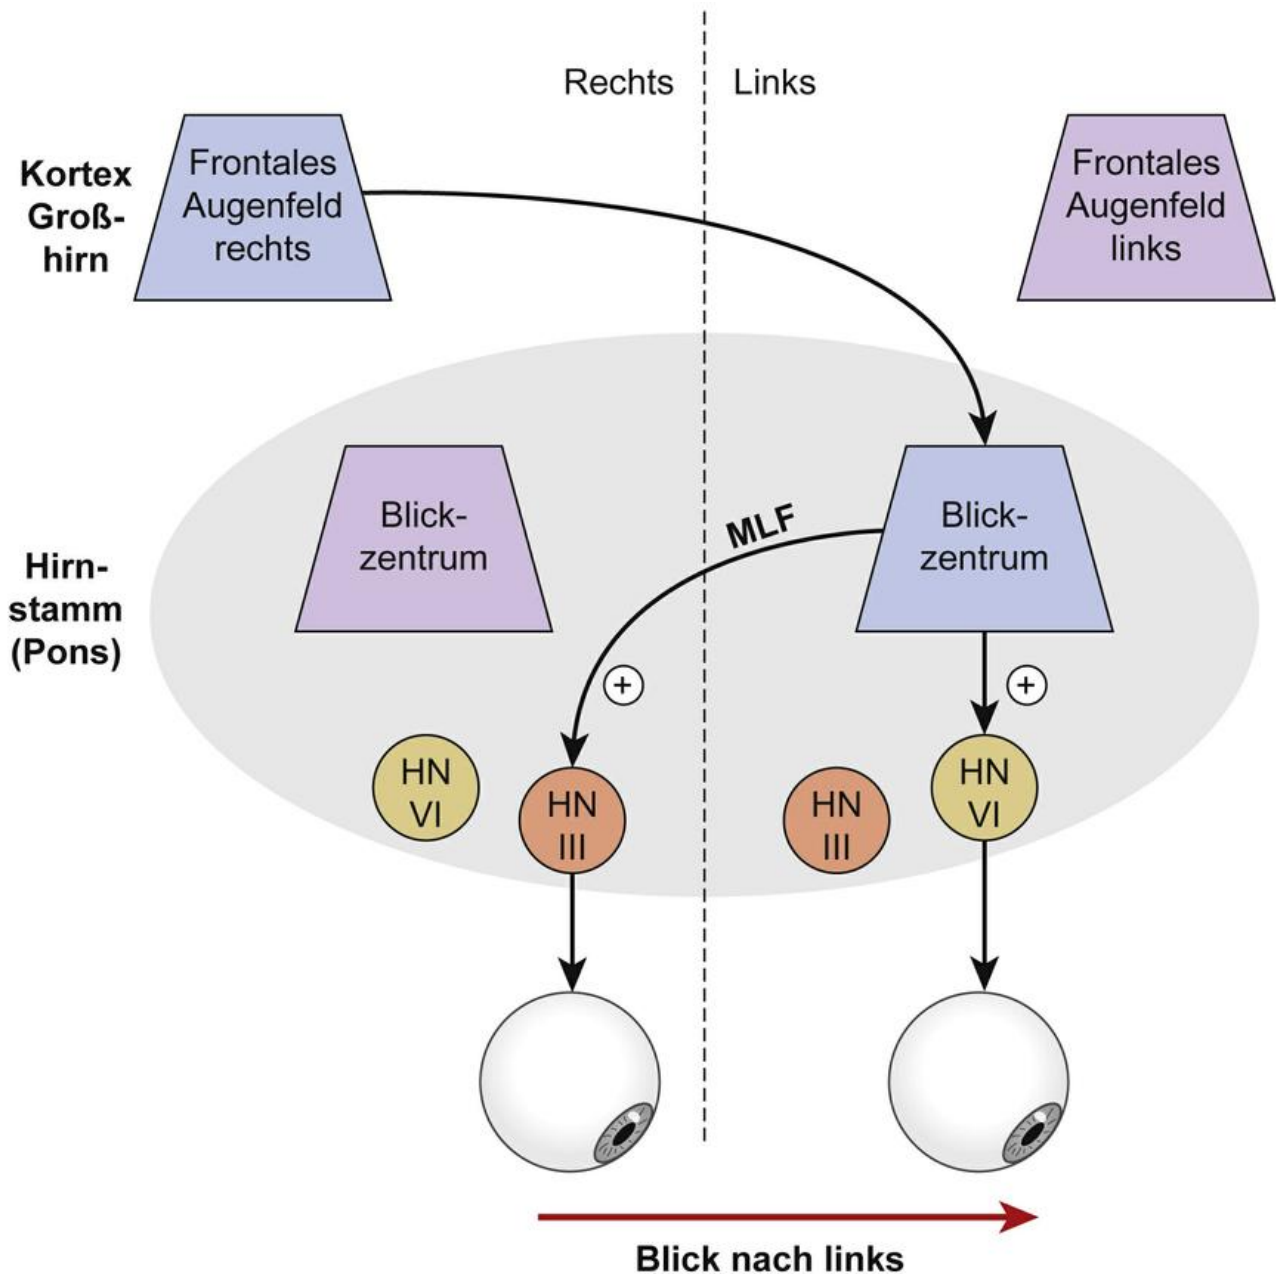 Rechts
Links
Kortex
Groß-
hirn
Frontales
Augenfeld
rechts
Frontales
Augenfeld
links
Hirn-
stamm
(Pons)
Blick-
zentrum
MLF
Blick-
zentrum
+
+
HN
VI
HN
III
HN
III
HN
VI
Blick nach links